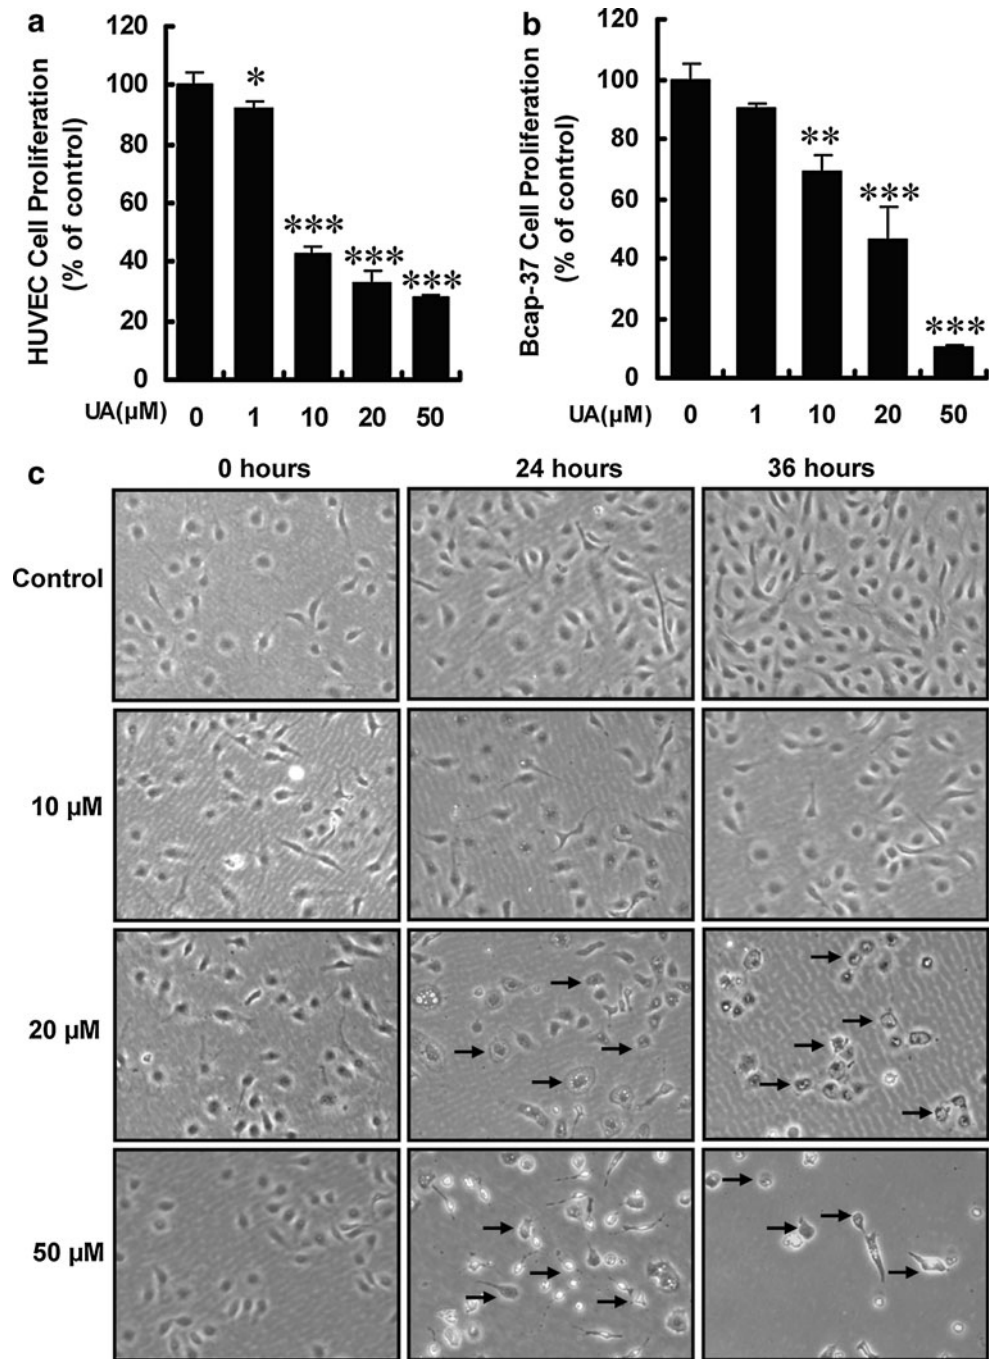 a
HUVEC Cell Proliferation
(% of control)
120
100
80
60
40
20
0
*
***
***
***
UA(μM) 0 1 10 20 50
b
Bcap-37 Cell Proliferation
(% of control)
120
100
80
60
40
20
0
**
***
***
UA(μM) 0 1 10 20 50
c
0 hours 24 hours 36 hours
Control
10 μM
20 μM
50 μM